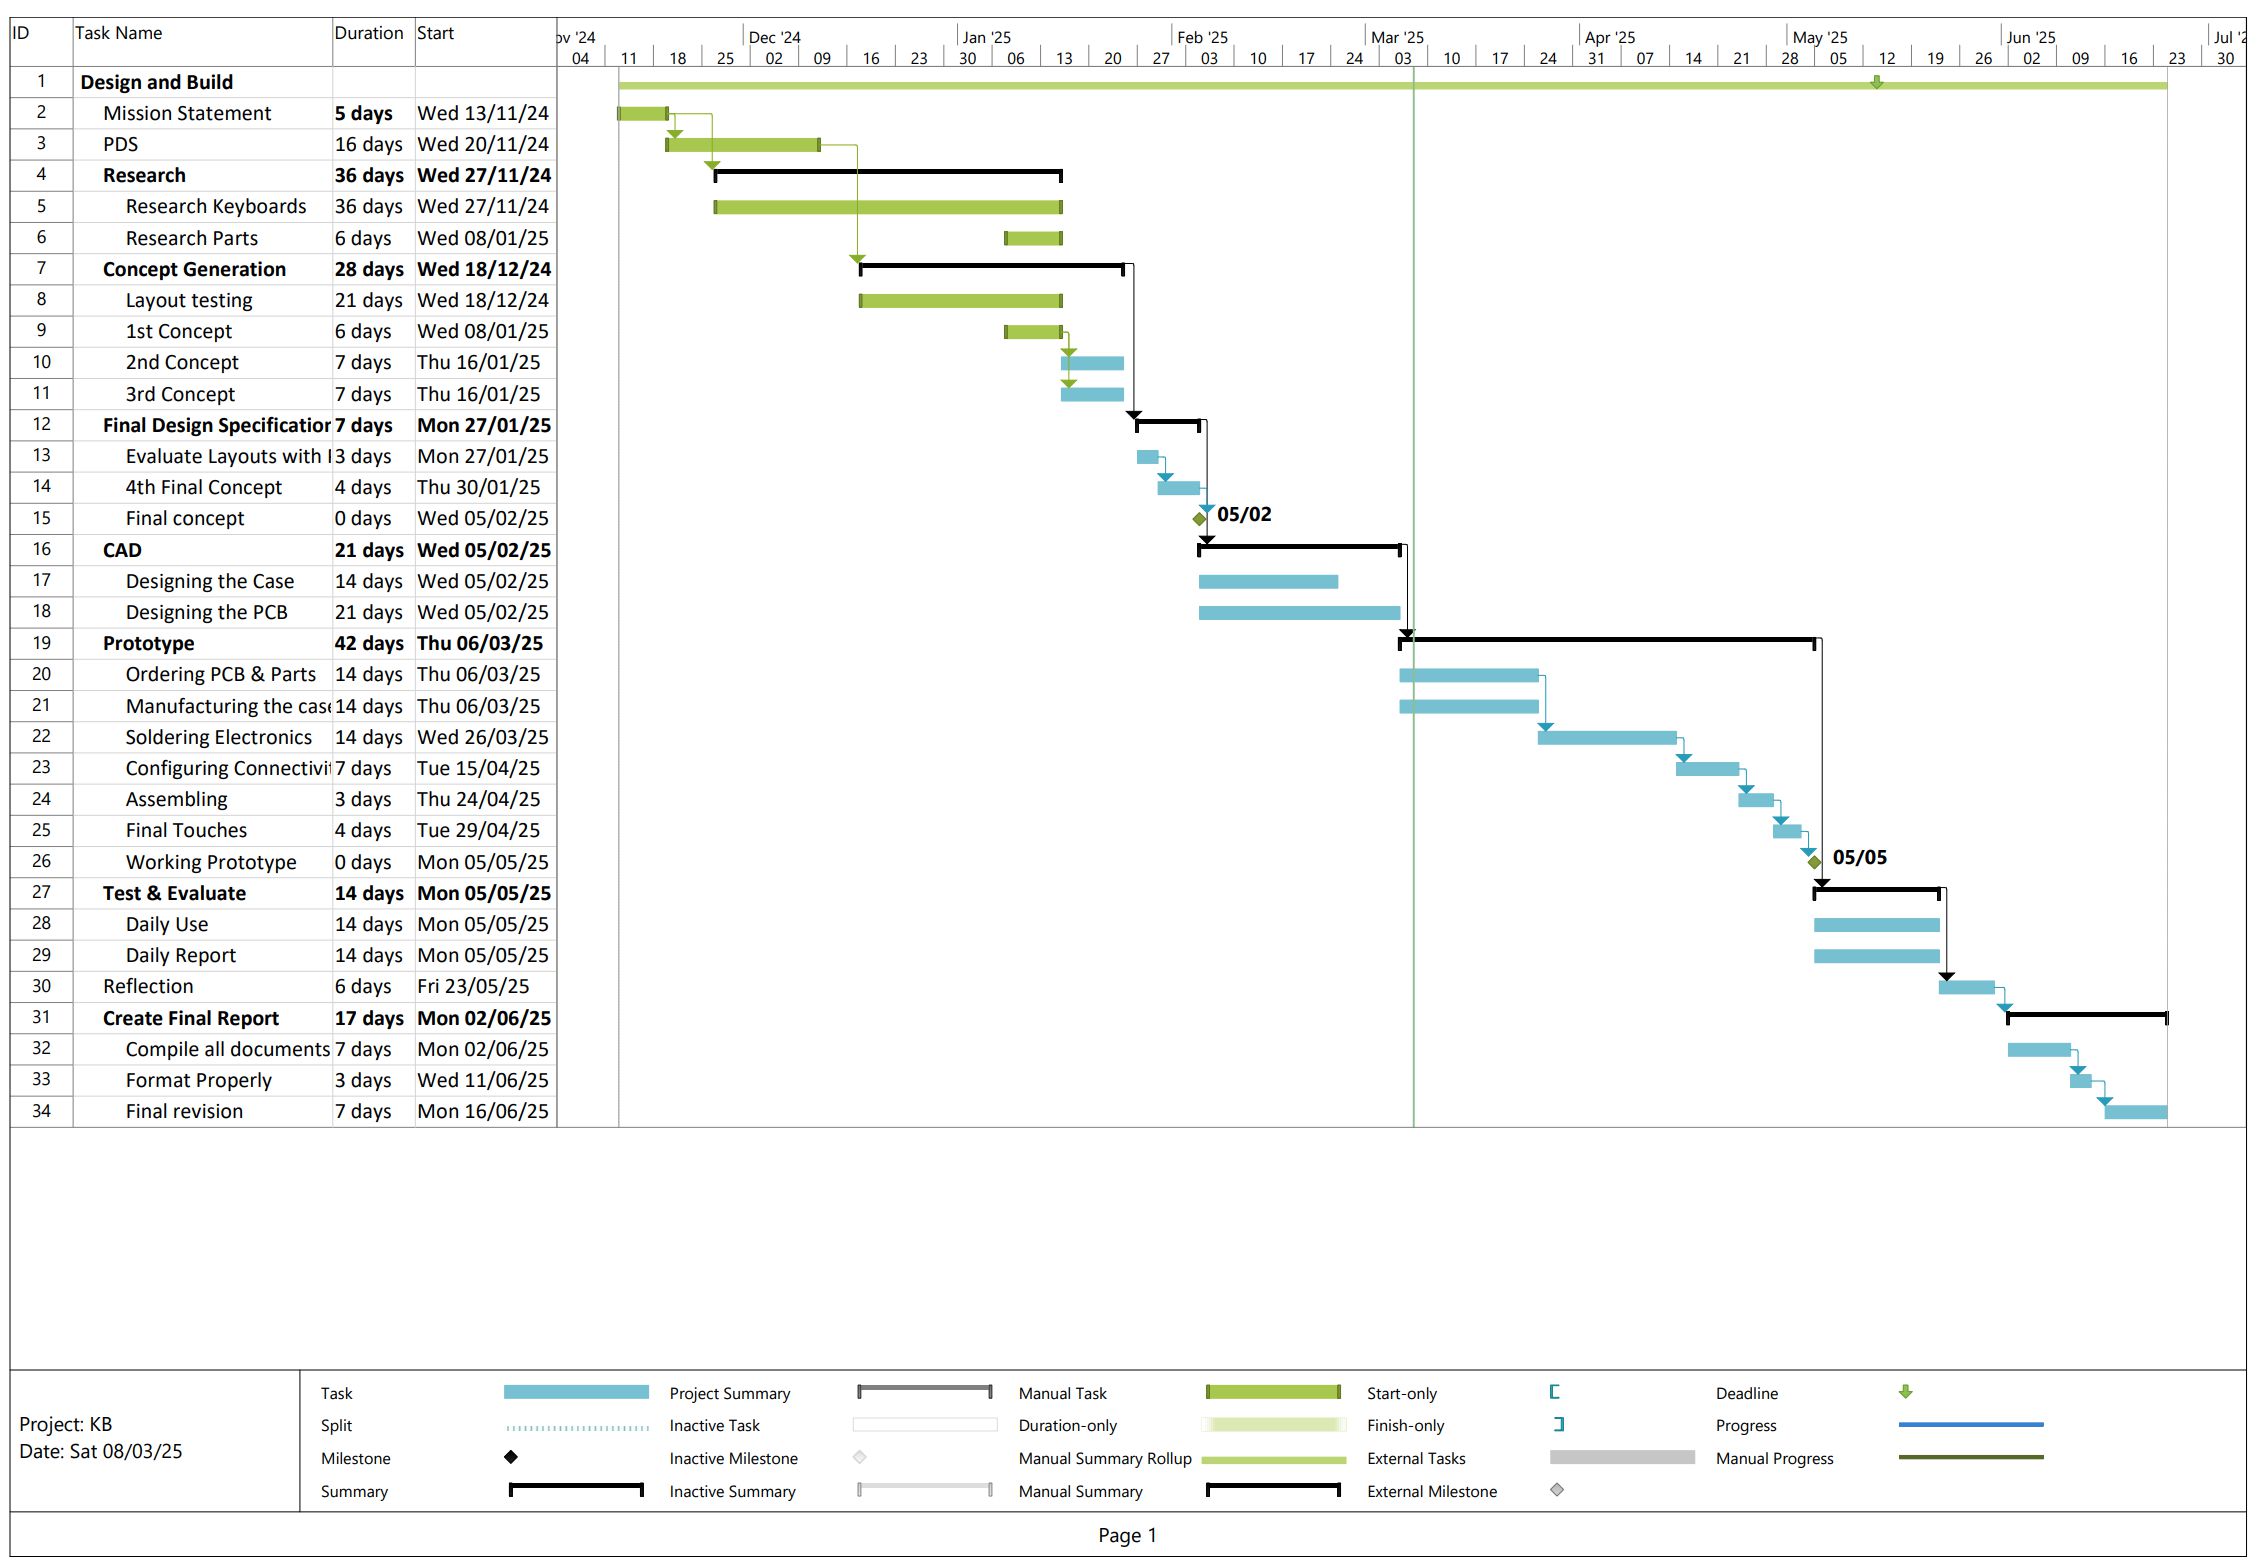 ID Task Name Duration Start
ov '24 Dec '24 Jan '25 Feb '25 Mar '25 Apr '25 May '25 Jun '25 Jul '2
04 11 18 25 02 09 16 23 30 06 13 20 27 03 10 17 24 03 10 17 24 31 07 14 21 28 05 12 19 26 02 09 16 23 30
1 Design and Build
2 Mission Statement 5 days Wed 13/11/24
3 PDS 16 days Wed 20/11/24
4 Research 36 days Wed 27/11/24
5 Research Keyboards 36 days Wed 27/11/24
6 Research Parts 6 days Wed 08/01/25
7 Concept Generation 28 days Wed 18/12/24
8 Layout testing 21 days Wed 18/12/24
9 1st Concept 6 days Wed 08/01/25
10 2nd Concept 7 days Thu 16/01/25
11 3rd Concept 7 days Thu 16/01/25
12 Final Design Specification 7 days Mon 27/01/25
13 Evaluate Layouts with 3 days Mon 27/01/25
14 4th Final Concept 4 days Thu 30/01/25
15 Final concept 0 days Wed 05/02/25 05/02
16 CAD 21 days Wed 05/02/25
17 Designing the Case 14 days Wed 05/02/25
18 Designing the PCB 21 days Wed 05/02/25
19 Prototype 42 days Thu 06/03/25
20 Ordering PCB & Parts 14 days Thu 06/03/25
21 Manufacturing the case 14 days Thu 06/03/25
22 Soldering Electronics 14 days Wed 26/03/25
23 Configuring Connectivit 7 days Tue 15/04/25
24 Assembling 3 days Thu 24/04/25
25 Final Touches 4 days Tue 29/04/25
26 Working Prototype 0 days Mon 05/05/25 05/05
27 Test & Evaluate 14 days Mon 05/05/25
28 Daily Use 14 days Mon 05/05/25
29 Daily Report 14 days Mon 05/05/25
30 Reflection 6 days Fri 23/05/25
31 Create Final Report 17 days Mon 02/06/25
32 Compile all documents 7 days Mon 02/06/25
33 Format Properly 3 days Wed 11/06/25
34 Final revision 7 days Mon 16/06/25
Project: KB
Date: Sat 08/03/25
Task Project Summary Manual Task Start-only Deadline
Split Inactive Task Duration-only Finish-only Progress
Milestone Inactive Milestone Manual Summary Rollup External Tasks Manual Progress
Summary Inactive Summary Manual Summary External Milestone
Page 1